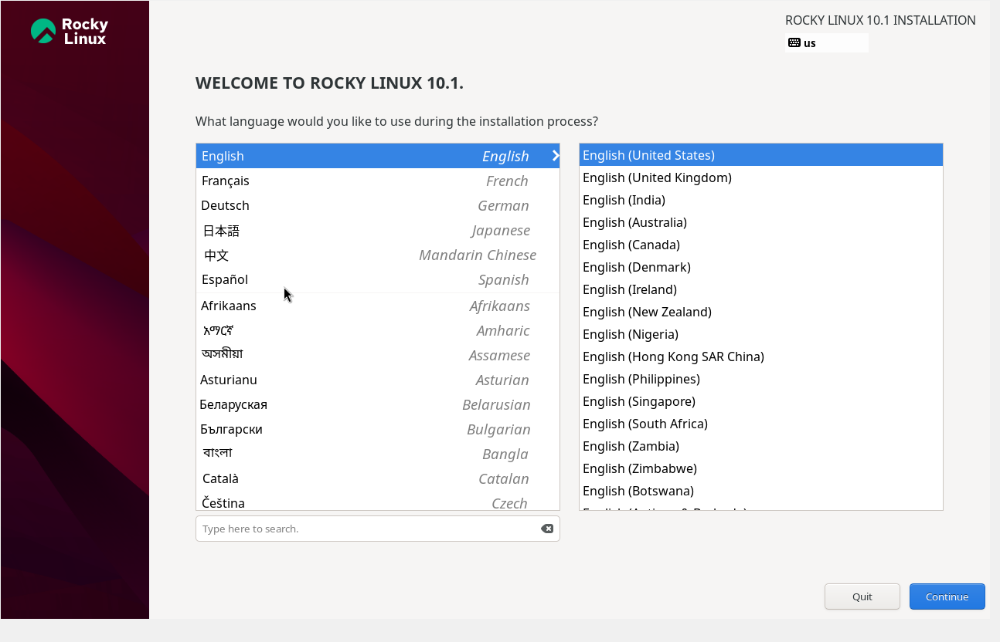 Rocky
Linux
ROCKY LINUX 10.1 INSTALLATION
us
WELCOME TO ROCKY LINUX 10.1.
What language would you like to use during the installation process?
English English
Français French
Deutsch German
日本語 Japanese
中文 Mandarin Chinese
Español Spanish
Afrikaans Afrikaans
አማርኛ Amharic
অসমীয়া Assamese
Asturianu Asturian
Беларуская Belarusian
Български Bulgarian
বাংলা Bangla
Català Catalan
Čeština Czech
English (United States)
English (United Kingdom)
English (India)
English (Australia)
English (Canada)
English (Denmark)
English (Ireland)
English (New Zealand)
English (Nigeria)
English (Hong Kong SAR China)
English (Philippines)
English (Singapore)
English (South Africa)
English (Zambia)
English (Zimbabwe)
English (Botswana)
English (Antigua & Barbuda)
Type here to search.
Quit
Continue